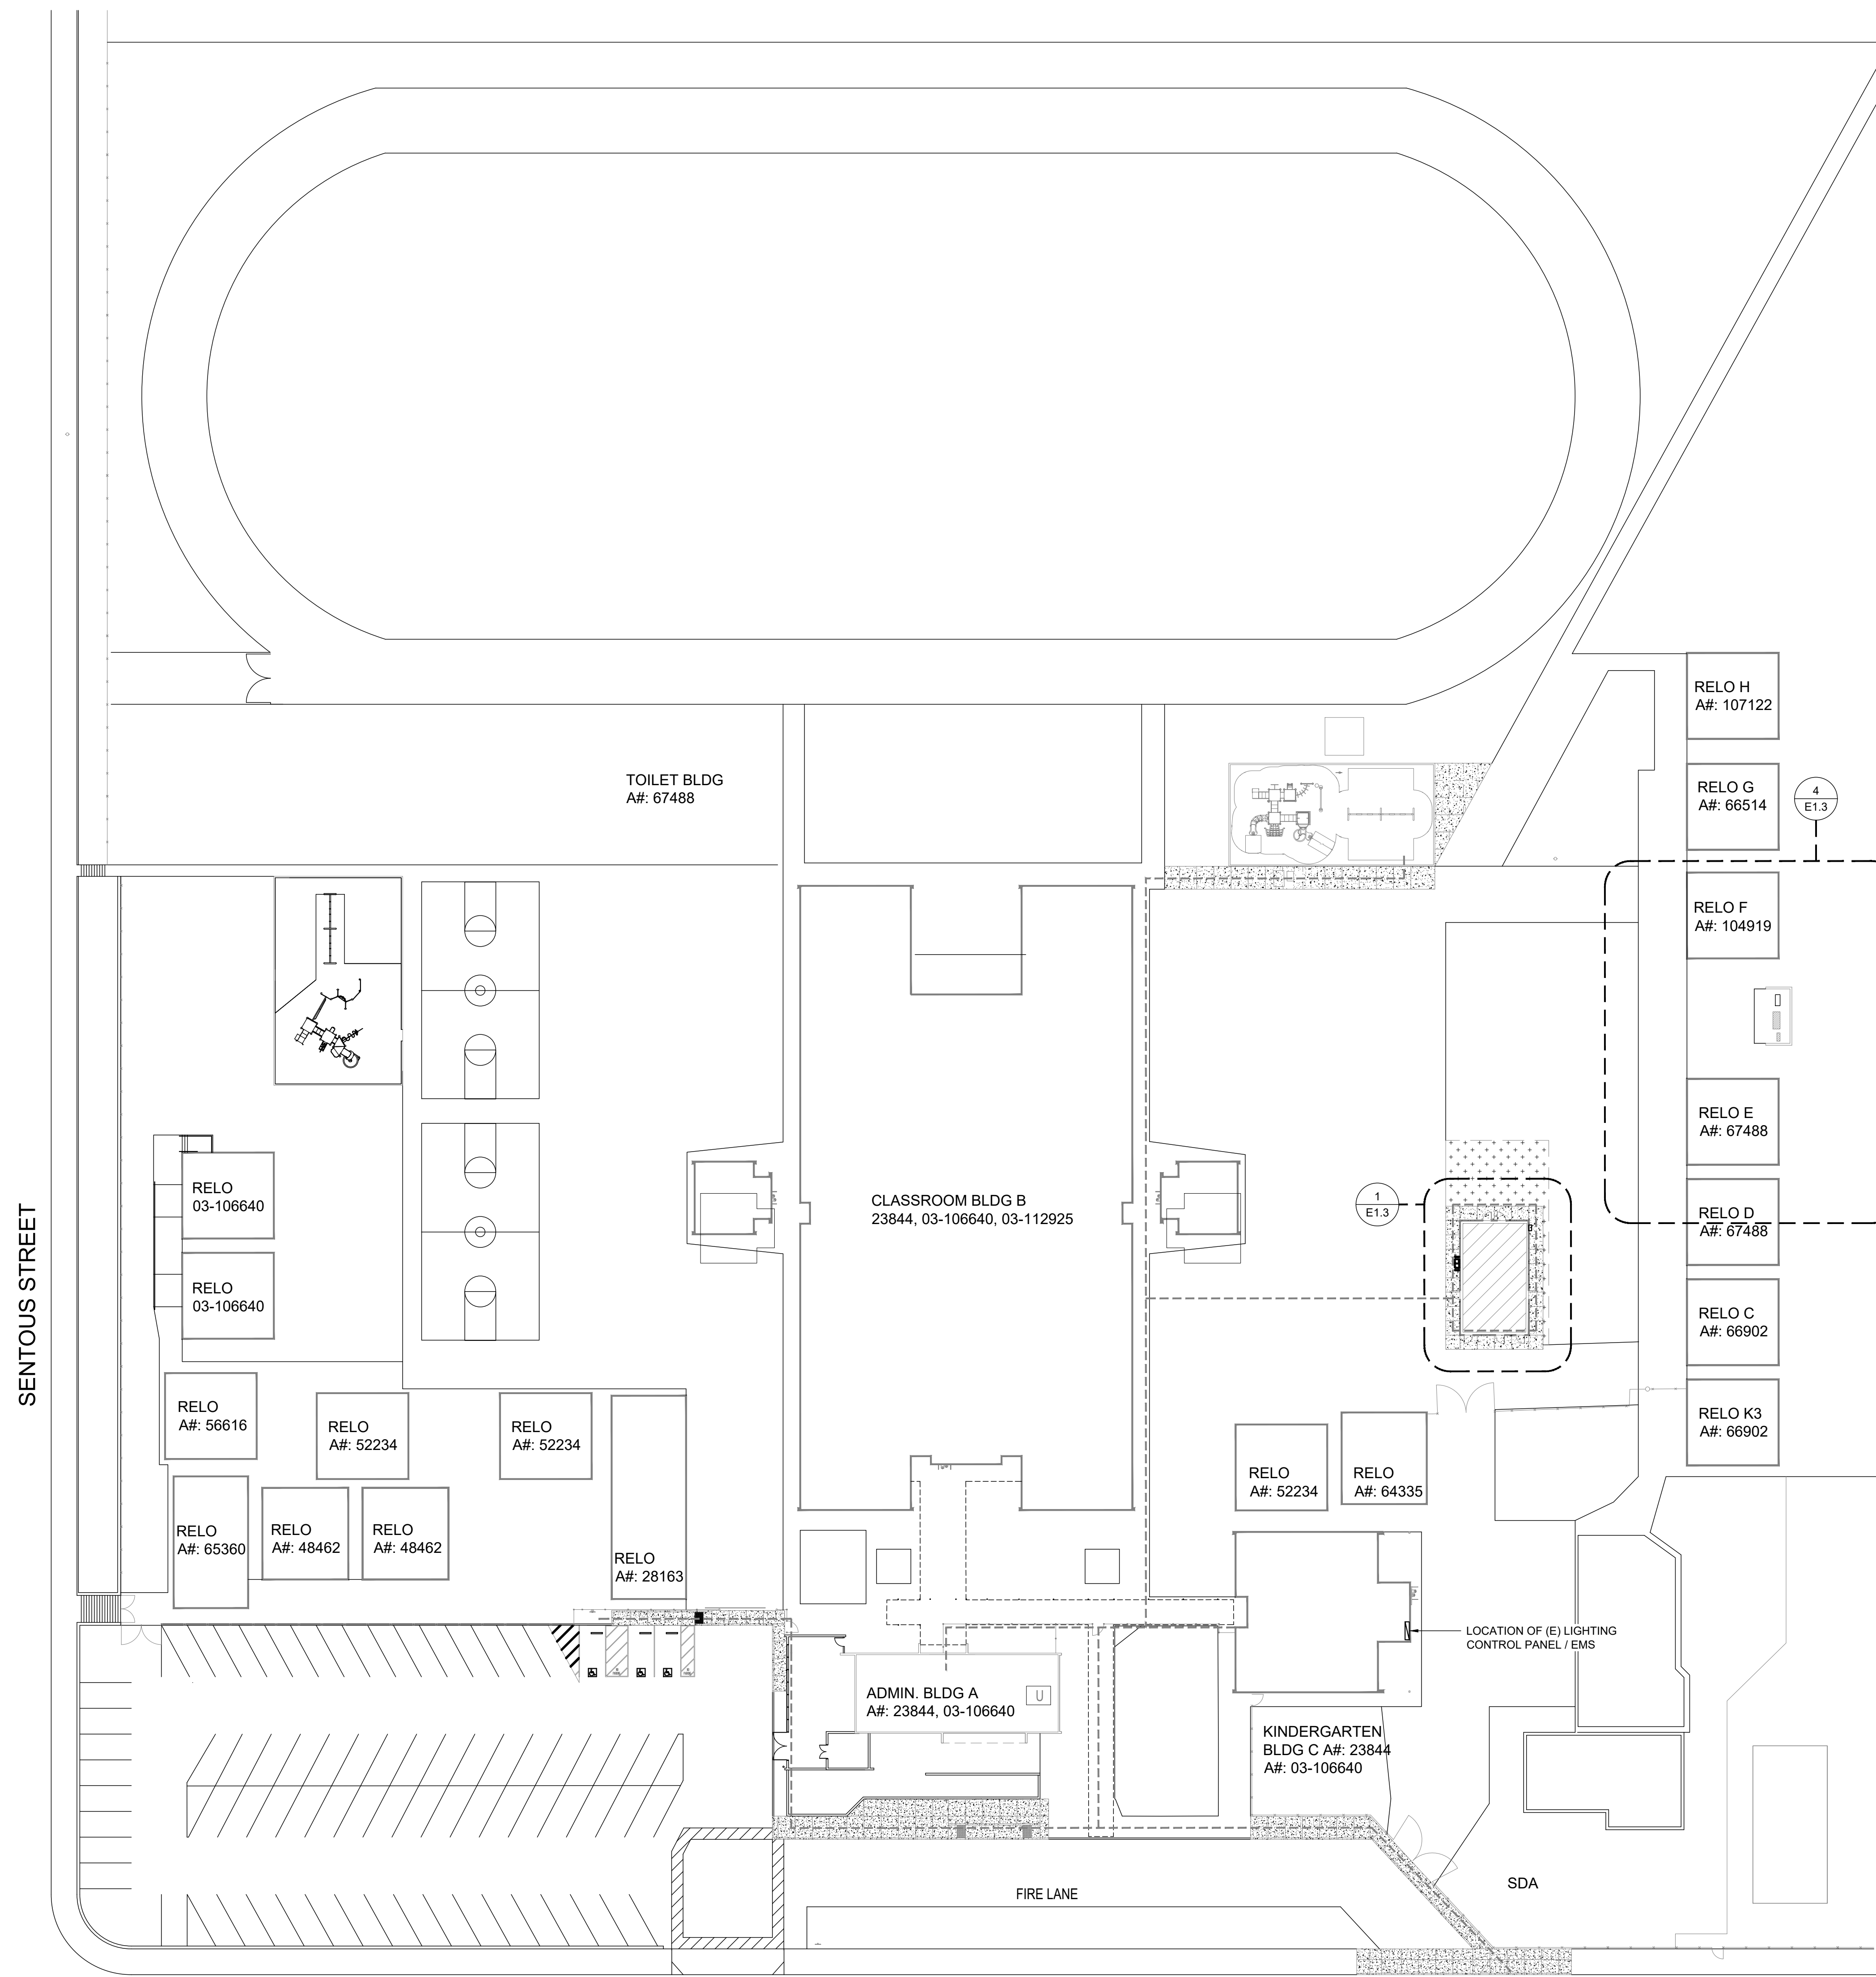 RELO H
A#: 107122
RELO G
A#: 66514
4
E1.3
TOILET BLDG
A#: 67488
RELO F
A#: 104919
RELO E
A#: 67488
RELO
03-106640
CLASSROOM BLDG B
23844, 03-106640, 03-112925
1
E1.3
RELO D
A#: 67488
SENTOUS STREET
RELO
03-106640
RELO C
A#: 66902
RELO
A#: 56616
RELO
A#: 52234
RELO
A#: 52234
RELO K3
A#: 66902
RELO
A#: 52234
RELO
A#: 64335
RELO
A#: 65360
RELO
A#: 48462
RELO
A#: 48462
RELO
A#: 28163
LOCATION OF (E) LIGHTING
CONTROL PANEL / EMS
ADMIN. BLDG A
A#: 23844, 03-106640
U
KINDERGARTEN
BLDG C A#: 23844
A#: 03-106640
SDA
FIRE LANE